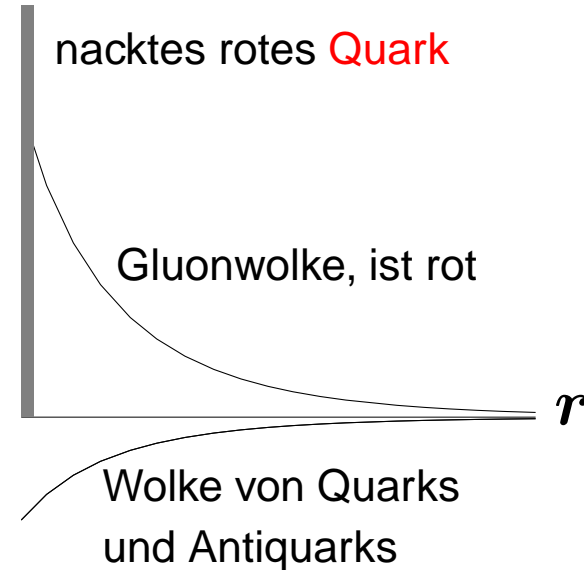 nacktes rotes Quark
Gluonwolke, ist rot
r
Wolke von Quarks
und Antiquarks